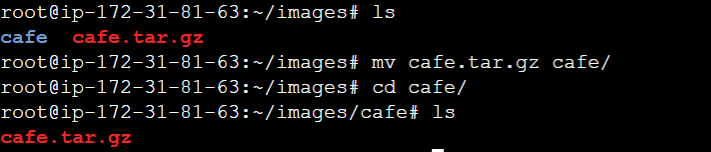 root@ip-172-31-81-63:~/images# ls
cafe  cafe.tar.gz
root@ip-172-31-81-63:~/images# mv cafe.tar.gz cafe/
root@ip-172-31-81-63:~/images# cd cafe/
root@ip-172-31-81-63:~/images/cafe# ls
cafe.tar.gz